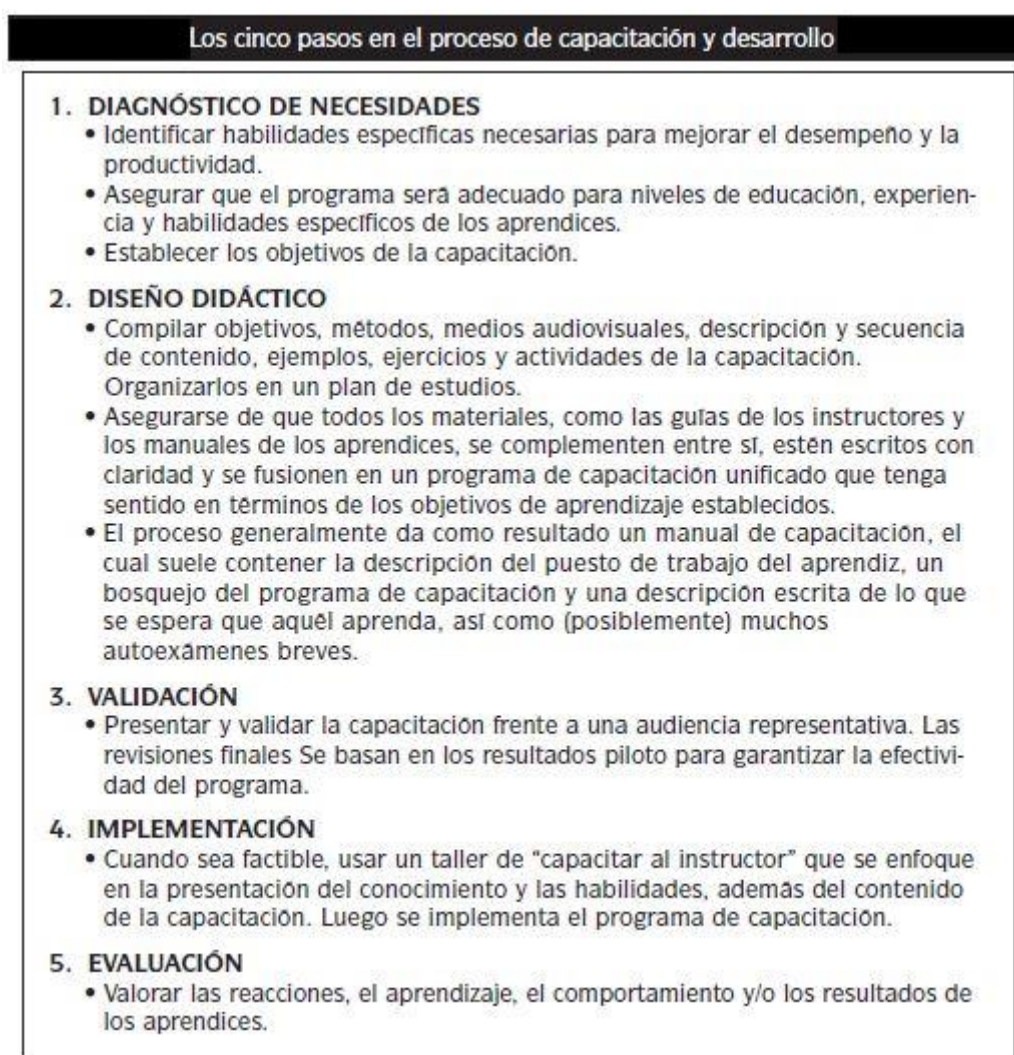 Los cinco pasos en el proceso de capacitación y desarrollo
1. DIAGNÓSTICO DE NECESIDADES
• Identificar habilidades específicas necesarias para mejorar el desempeño y la
productividad.
• Asegurar que el programa será adecuado para niveles de educación, experien-
cia y habilidades específicos de los aprendices.
• Establecer los objetivos de la capacitación.
2. DISEÑO DIDÁCTICO
• Compilar objetivos, métodos, medios audiovisuales, descripción y secuencia
de contenido, ejemplos, ejercicios y actividades de la capacitación.
Organizarlos en un plan de estudios.
• Asegurarse de que todos los materiales, como las guías de los instructores y
los manuales de los aprendices, se complementen entre sí, estén escritos con
claridad y se fusionen en un programa de capacitación unificado que tenga
sentido en términos de los objetivos de aprendizaje establecidos.
• El proceso generalmente da como resultado un manual de capacitación, el
cual suele contener la descripción del puesto de trabajo del aprendiz, un
bosquejo del programa de capacitación y una descripción escrita de lo que
se espera que aquél aprenda, así como (posiblemente) muchos
autoexámenes breves.
3. VALIDACIÓN
• Presentar y validar la capacitación frente a una audiencia representativa. Las
revisiones finales Se basan en los resultados piloto para garantizar la efectivi-
dad del programa.
4. IMPLEMENTACIÓN
• Cuando sea factible, usar un taller de “capacitar al instructor” que se enfoque
en la presentación del conocimiento y las habilidades, además del contenido
de la capacitación. Luego se implementa el programa de capacitación.
5. EVALUACIÓN
• Valorar las reacciones, el aprendizaje, el comportamiento y/o los resultados de
los aprendices.